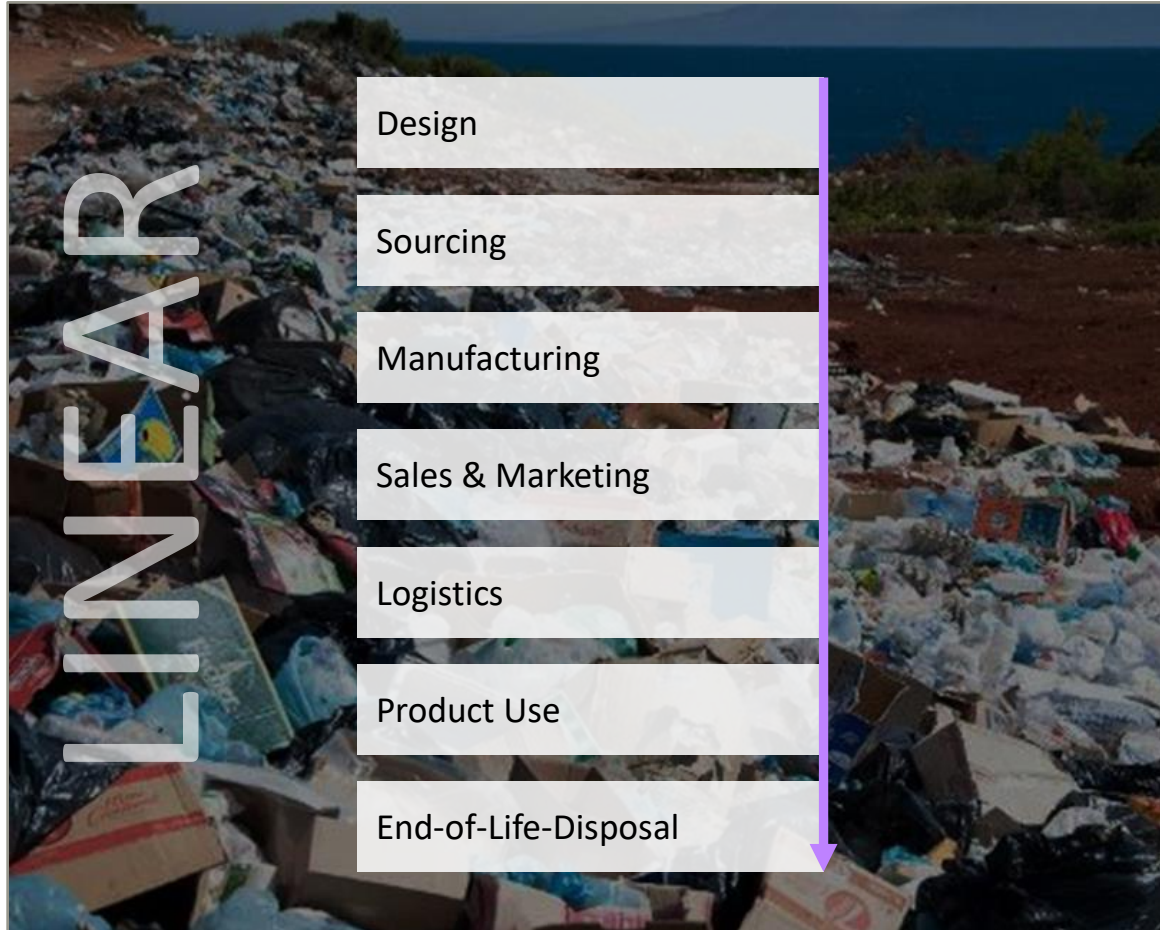 LINEAR
Design
Sourcing
Manufacturing
Sales & Marketing
Logistics
Product Use
End-of-Life-Disposal